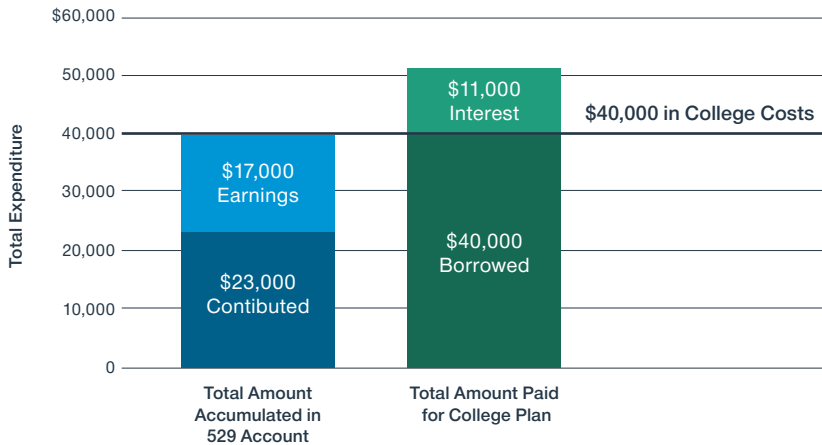 Total Expenditure
$60,000
50,000
40,000
30,000
20,000
10,000
0
$17,000
Earnings
$23,000
Contibuted
$11,000
Interest
$40,000
Borrowed
$40,000 in College Costs
Total Amount
Accumulated in
529 Account
Total Amount Paid
for College Plan